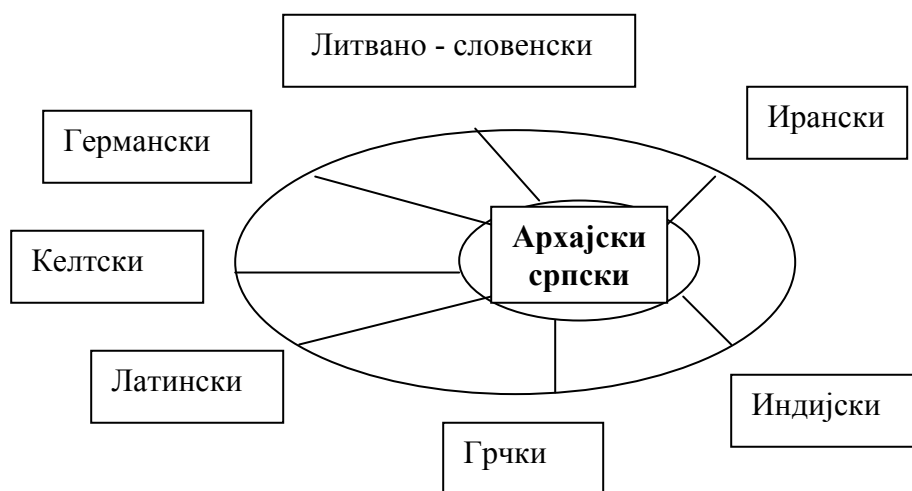 Литвано - словенски
Ирански
Германски
Архајски
српски
Келтски
Латински
Индијски
Грчки